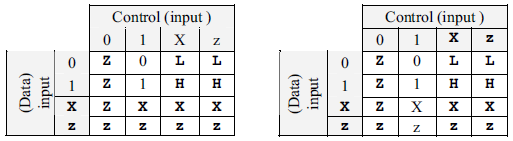 Control (input )
0 1 X z
(Data) input
0 Z 0 L L
1 Z 1 H H
X Z X X X
z z z z z
Control (input )
0 1 X z
(Data) input
0 Z 0 L L
1 Z 1 H H
X Z X X X
z z z z z